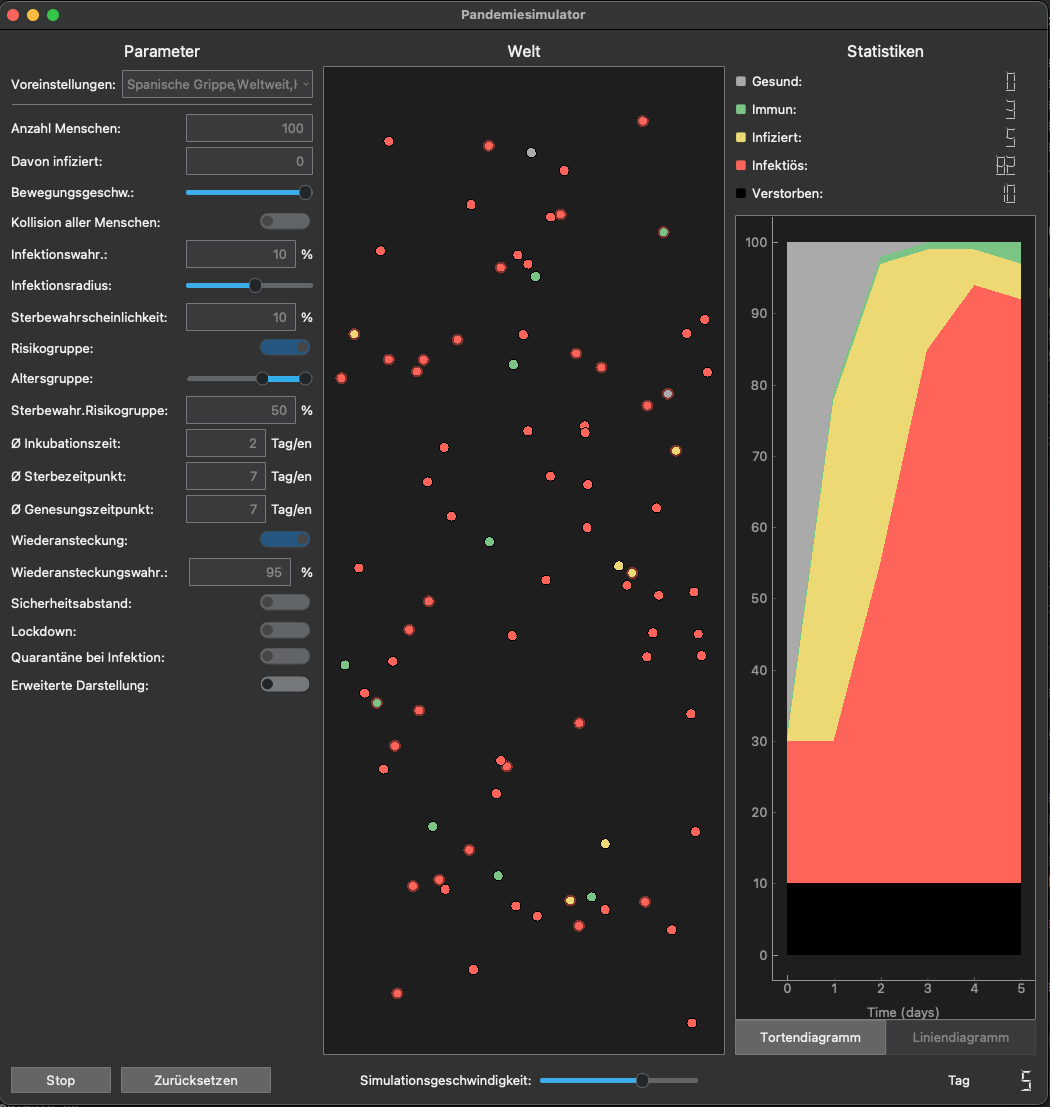 Pandemiesimulator
Parameter
Voreinstellungen: Spanische Grippe,Weltweit,
Anzahl Menschen: 100
Davon infiziert: 0
Bewegungsgeschw.:
Kollision aller Menschen:
Infektionswahr.: 10 %
Infektionsradius:
Sterbewahrscheinlichkeit: 10 %
Risikogruppe:
Altersgruppe:
Sterbewahr.Risikogruppe: 50 %
Ø Inkubationszeit: 2 Tag/en
Ø Sterbezeitpunkt: 7 Tag/en
Ø Genesungszeitpunkt: 7 Tag/en
Wiederansteckung:
Wiederansteckungswahr.: 95 %
Sicherheitsabstand:
Lockdown:
Quarantäne bei Infektion:
Erweiterte Darstellung:
Stop Zurücksetzen
Welt
Simulationsgeschwindigkeit:
Statistiken
Gesund: 0
Immun: 3
Infiziert: 5
Infektiös: 82
Verstorben: 10
100
90
80
70
60
50
40
30
20
10
0
0 1 2 3 4 5
Time (days)
Tortendiagramm Liniendiagramm
Tag 5